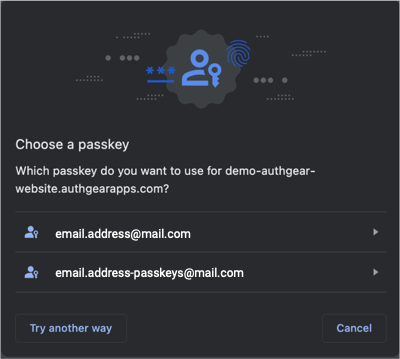 ***
Choose a passkey
Which passkey do you want to use for demo-authgear-
website.authgearapps.com?
email.address@mail.com
email.address-passkeys@mail.com
Try another way
Cancel